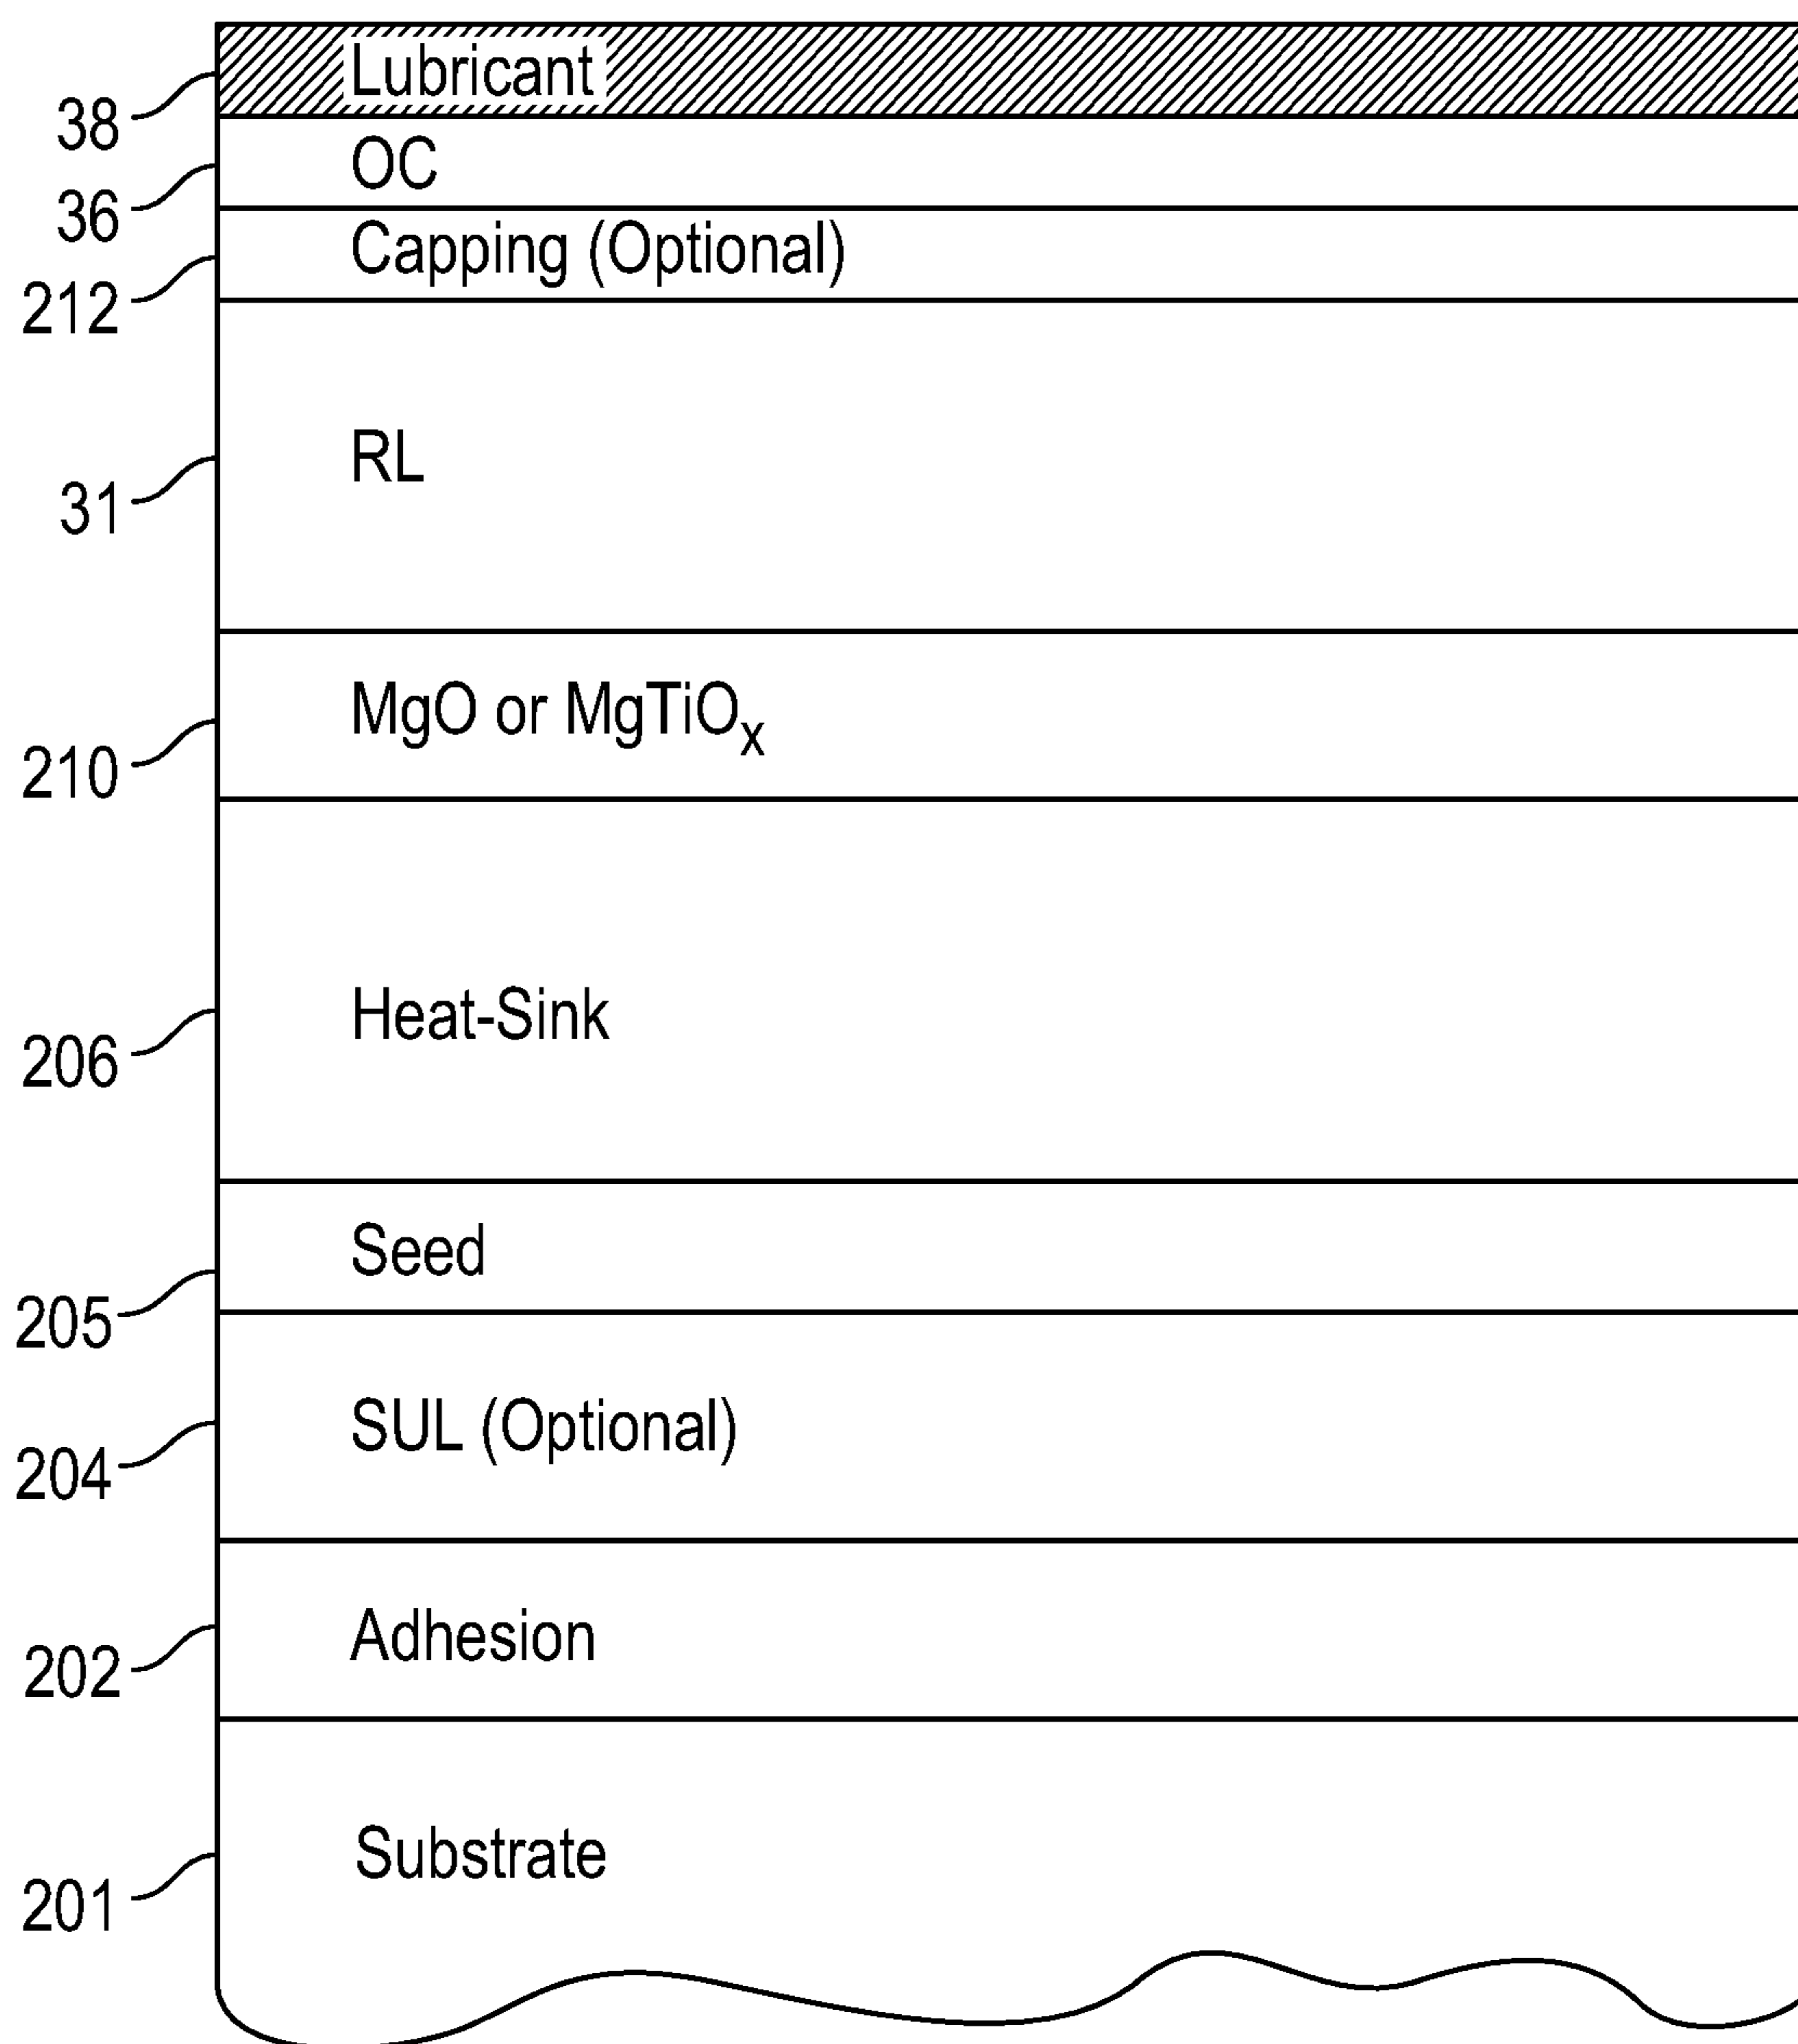 Lubricant
38
OC
36
Capping (Optional)
212
RL
31
MgO or MgTiOₓ
210
Heat-Sink
206
Seed
205
SUL (Optional)
204
Adhesion
202
Substrate
201